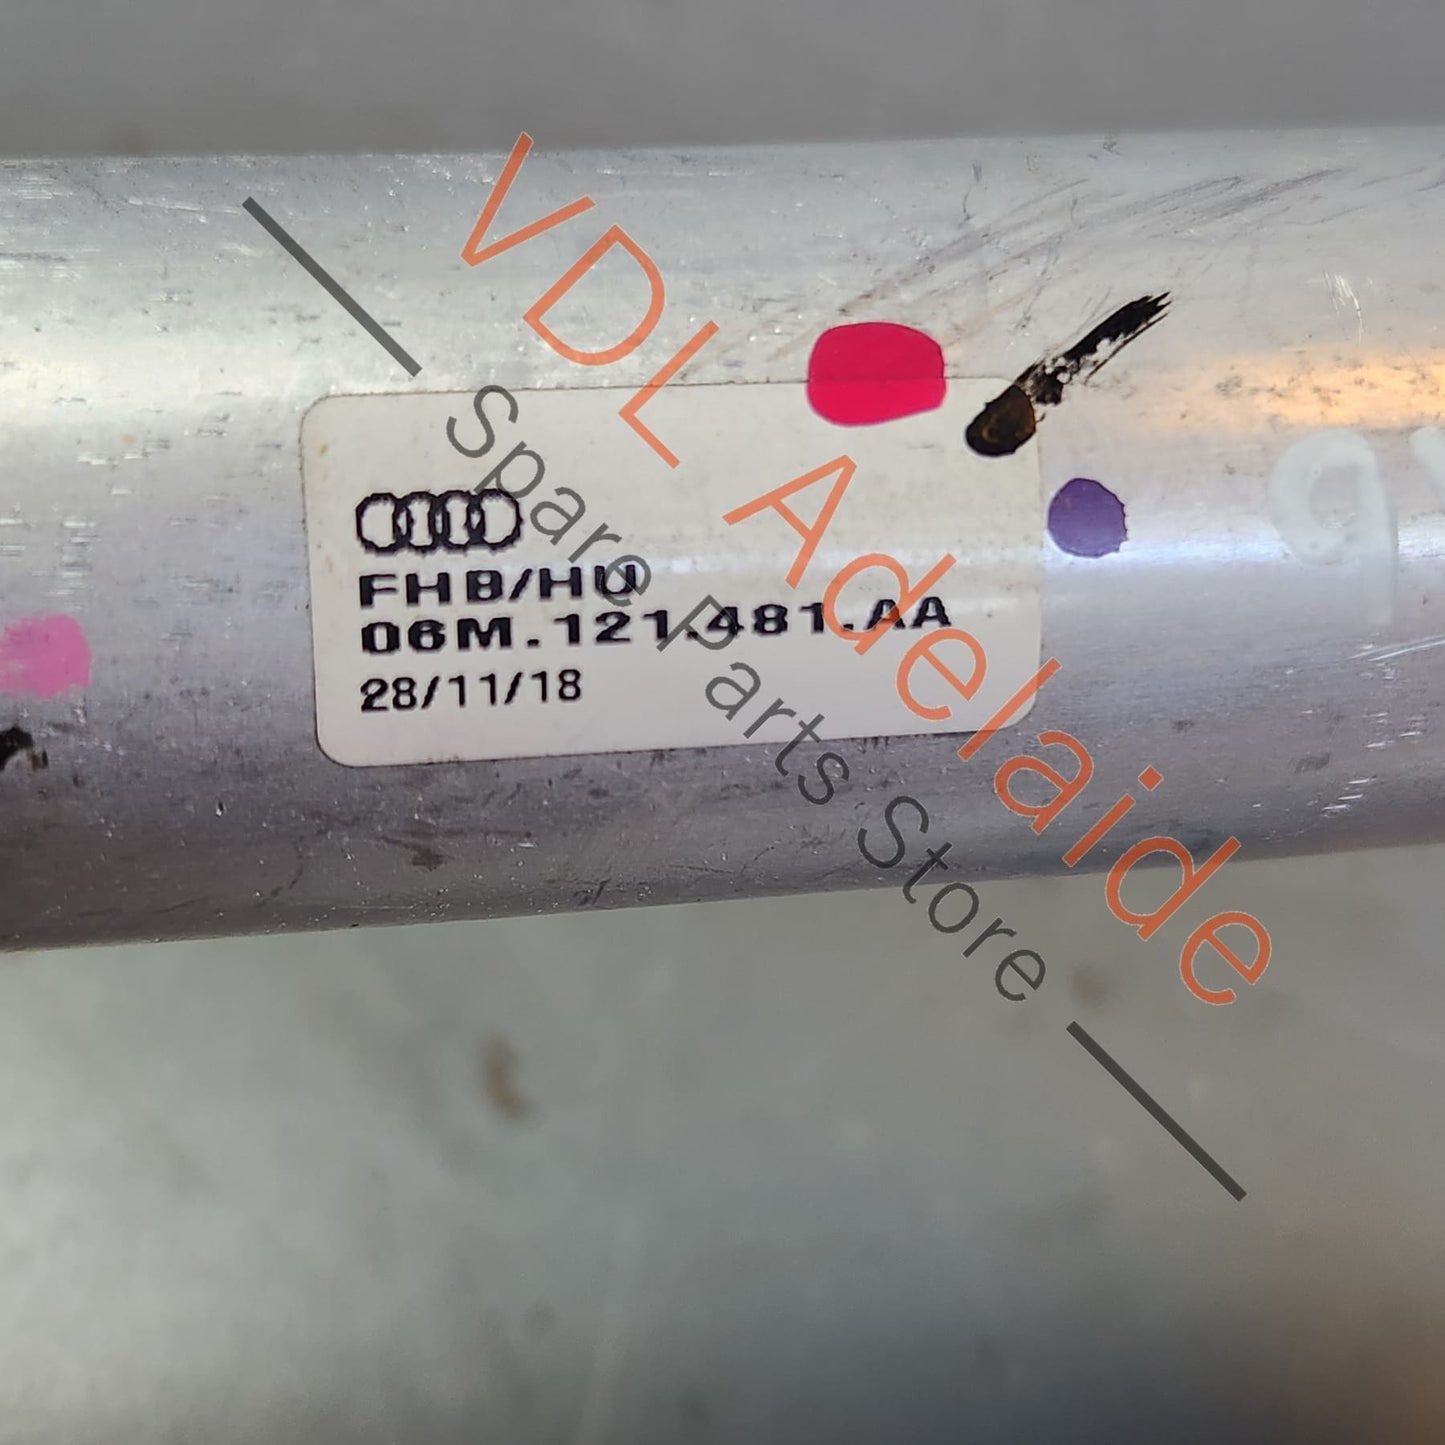 VDL Adelaide
Spare Parts Store
FHB/HU
06M.121.481.AA
28/11/18